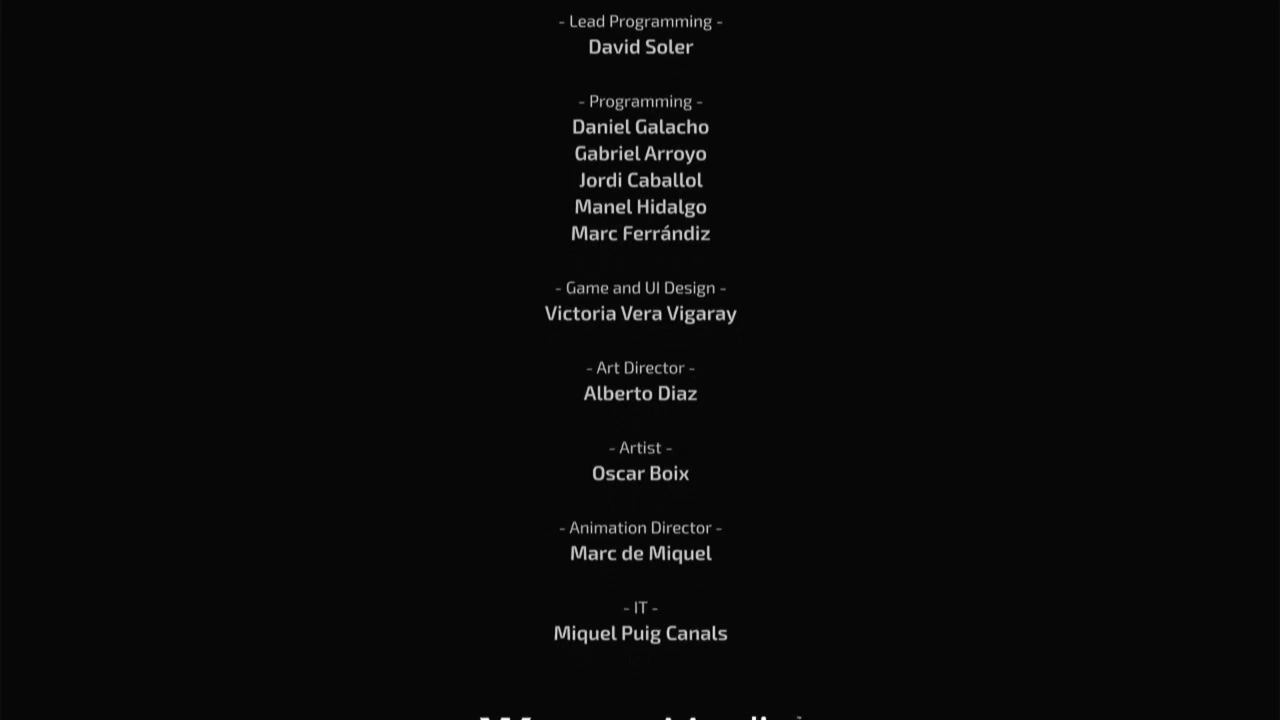 - Lead Programming -
David Soler
- Programming -
Daniel Galacho
Gabriel Arroyo
Jordi Caballol
Manel Hidalgo
Marc Ferrándiz
- Game and UI Design -
Victoria Vera Vigaray
- Art Director -
Alberto Diaz
- Artist -
Oscar Boix
- Animation Director -
Marc de Miquel
- IT -
Miquel Puig Canals